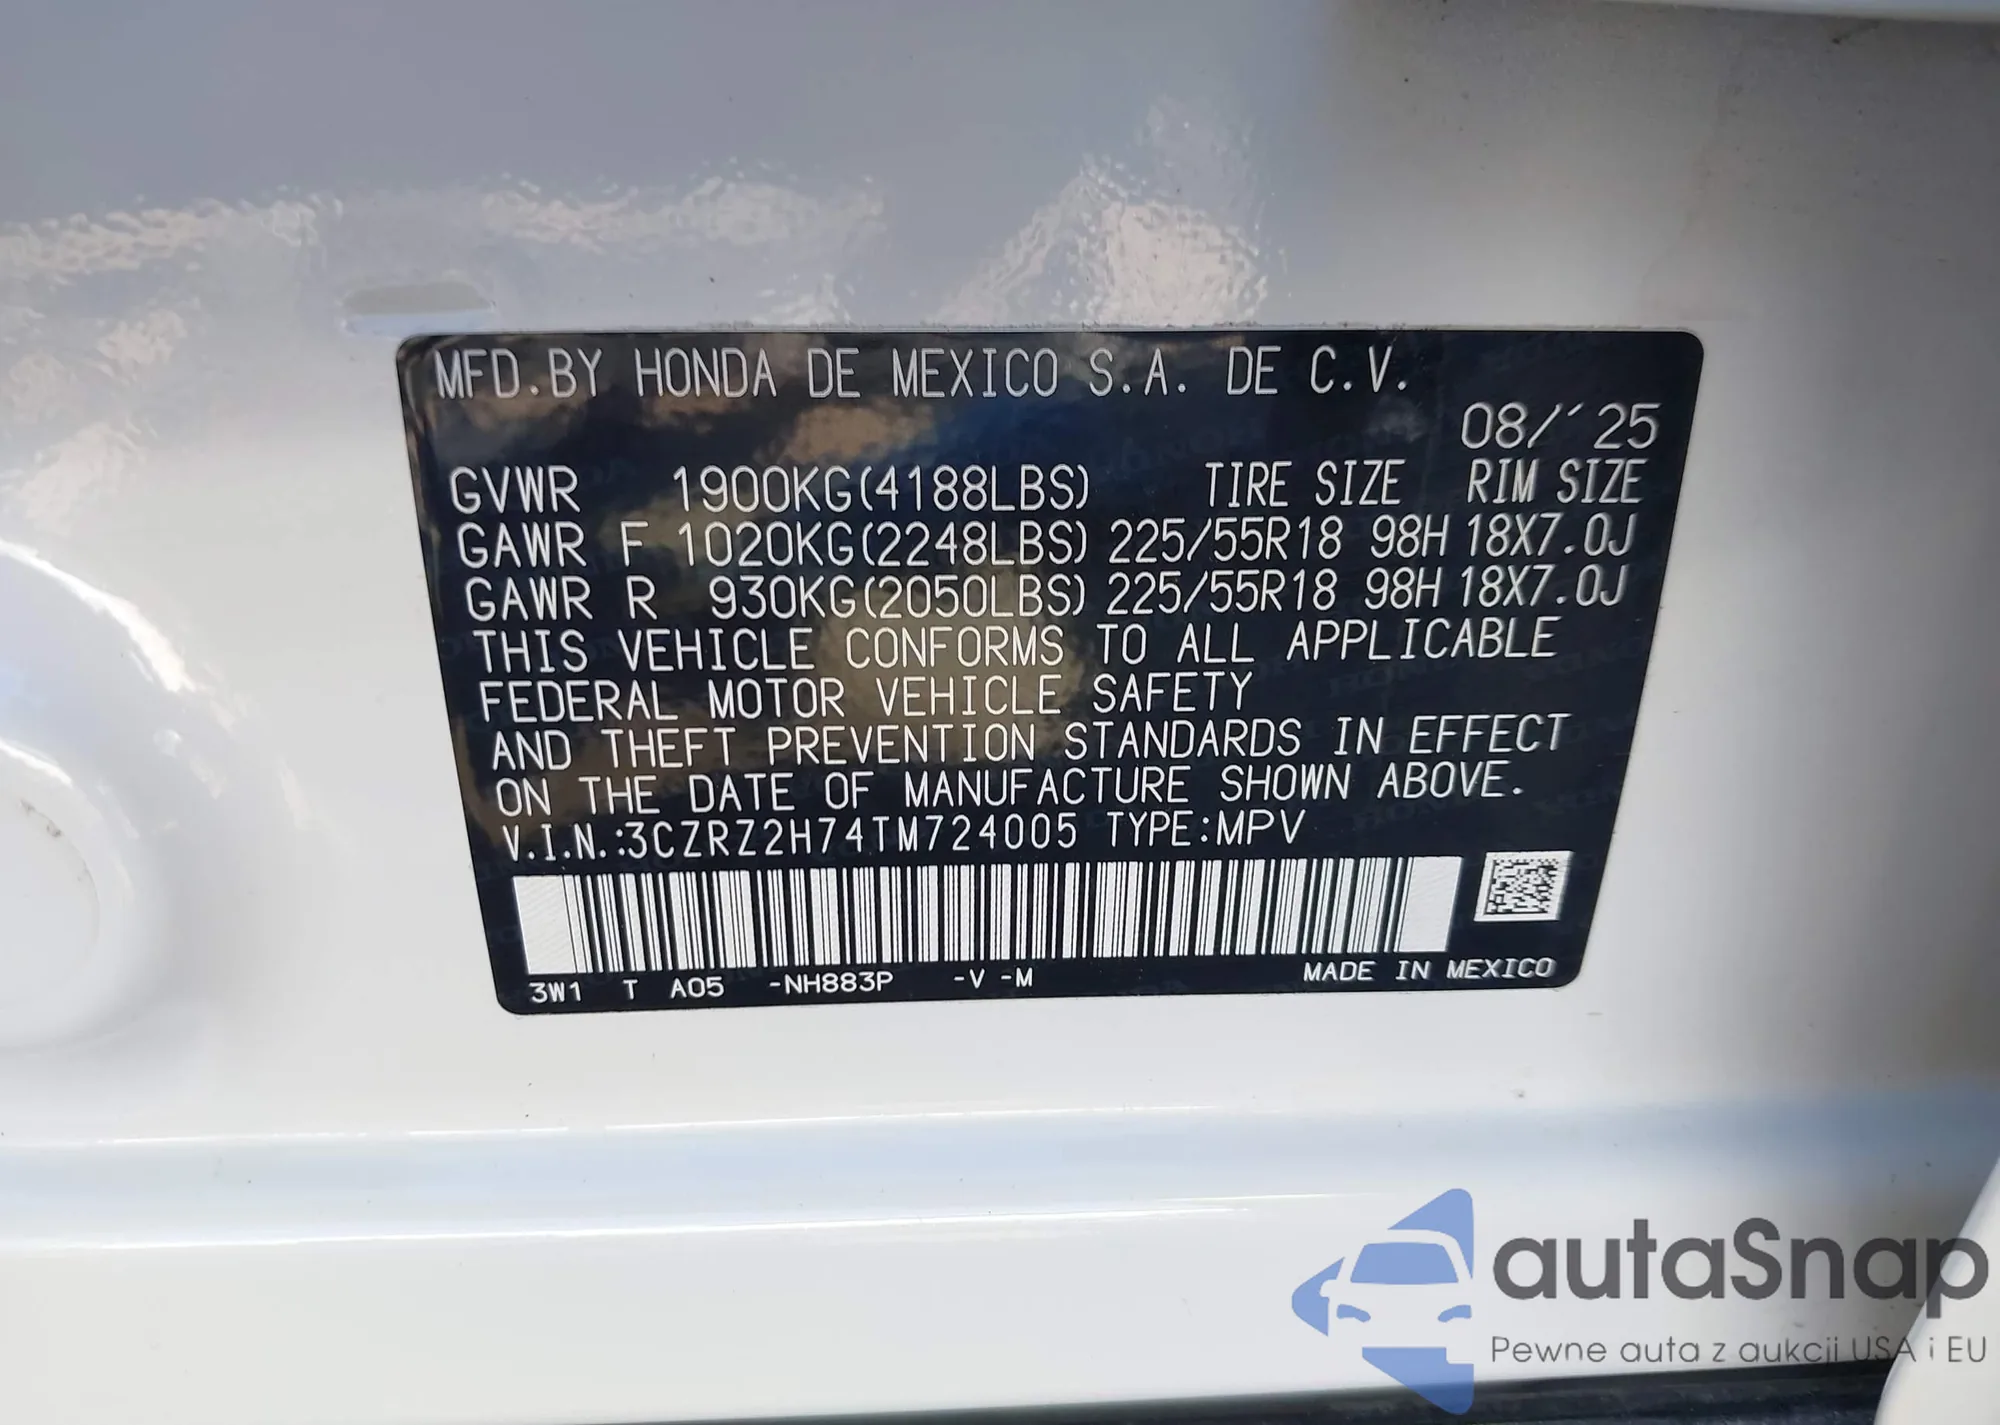 MFD.BY HONDA DE MEXICO S.A. DE C.V.
08/´25
GVWR 1900KG(4188LBS) TIRE SIZE RIM SIZE
GAWR F 1020KG(2248LBS) 225/55R18 98H 18X7.0J
GAWR R 930KG(2050LBS) 225/55R18 98H 18X7.0J
THIS VEHICLE CONFORMS TO ALL APPLICABLE
FEDERAL MOTOR VEHICLE SAFETY
AND THEFT PREVENTION STANDARDS IN EFFECT
ON THE DATE OF MANUFACTURE SHOWN ABOVE.
V.I.N.:3CZRZ2H74TM724005 TYPE:MPV
3W1 T A05 -NH883P -V -M MADE IN MEXICO
autaSnap
Pewne auta z aukcji USA i EU